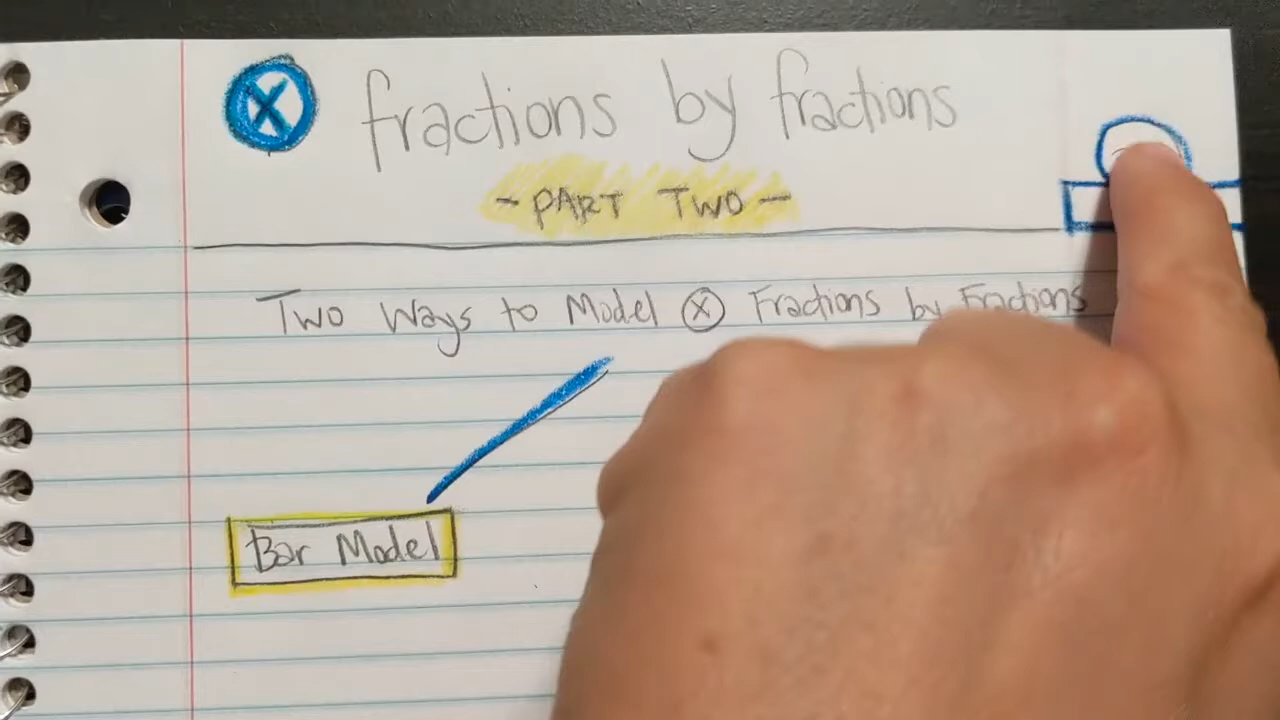 ⓧ fractions by fractions
- PART TWO -
Two Ways to Model ⓧ Fractions by Fractions
Bar Model